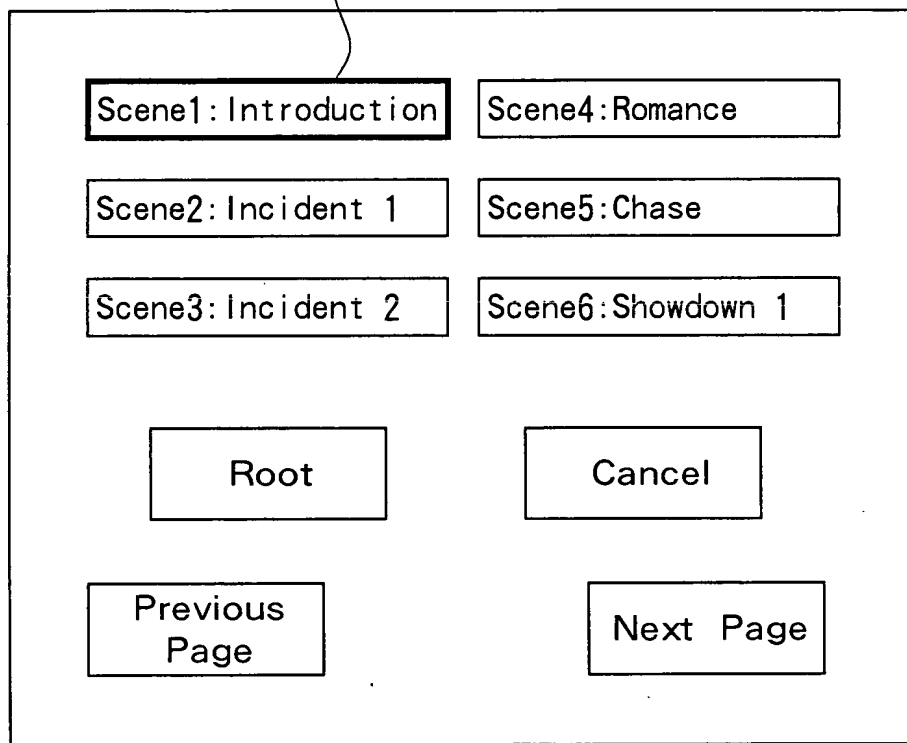 Scene1:Introduction
Scene4:Romance
Scene2:Incident 1
Scene5:Chase
Scene3:Incident 2
Scene6:Showdown 1
Root
Cancel
Previous
Page
Next Page